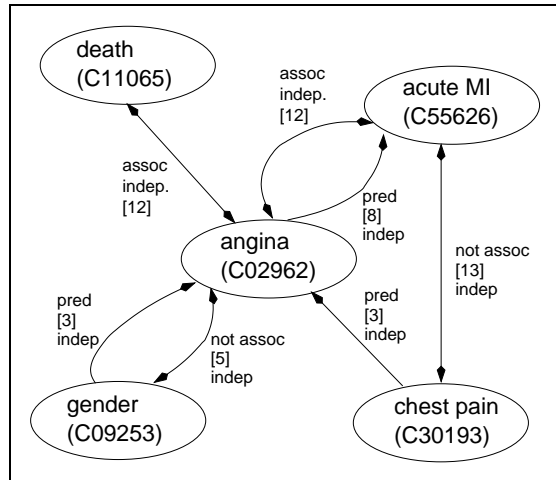 death
(C11065)
assoc
indep.
[12]
acute MI
(C55626)
assoc
indep.
[12]
pred
[8]
indep
angina
(C02962)
not assoc
[13]
indep
pred
[3]
indep
not assoc
[5]
indep
pred
[3]
indep
gender
(C09253)
chest pain
(C30193)